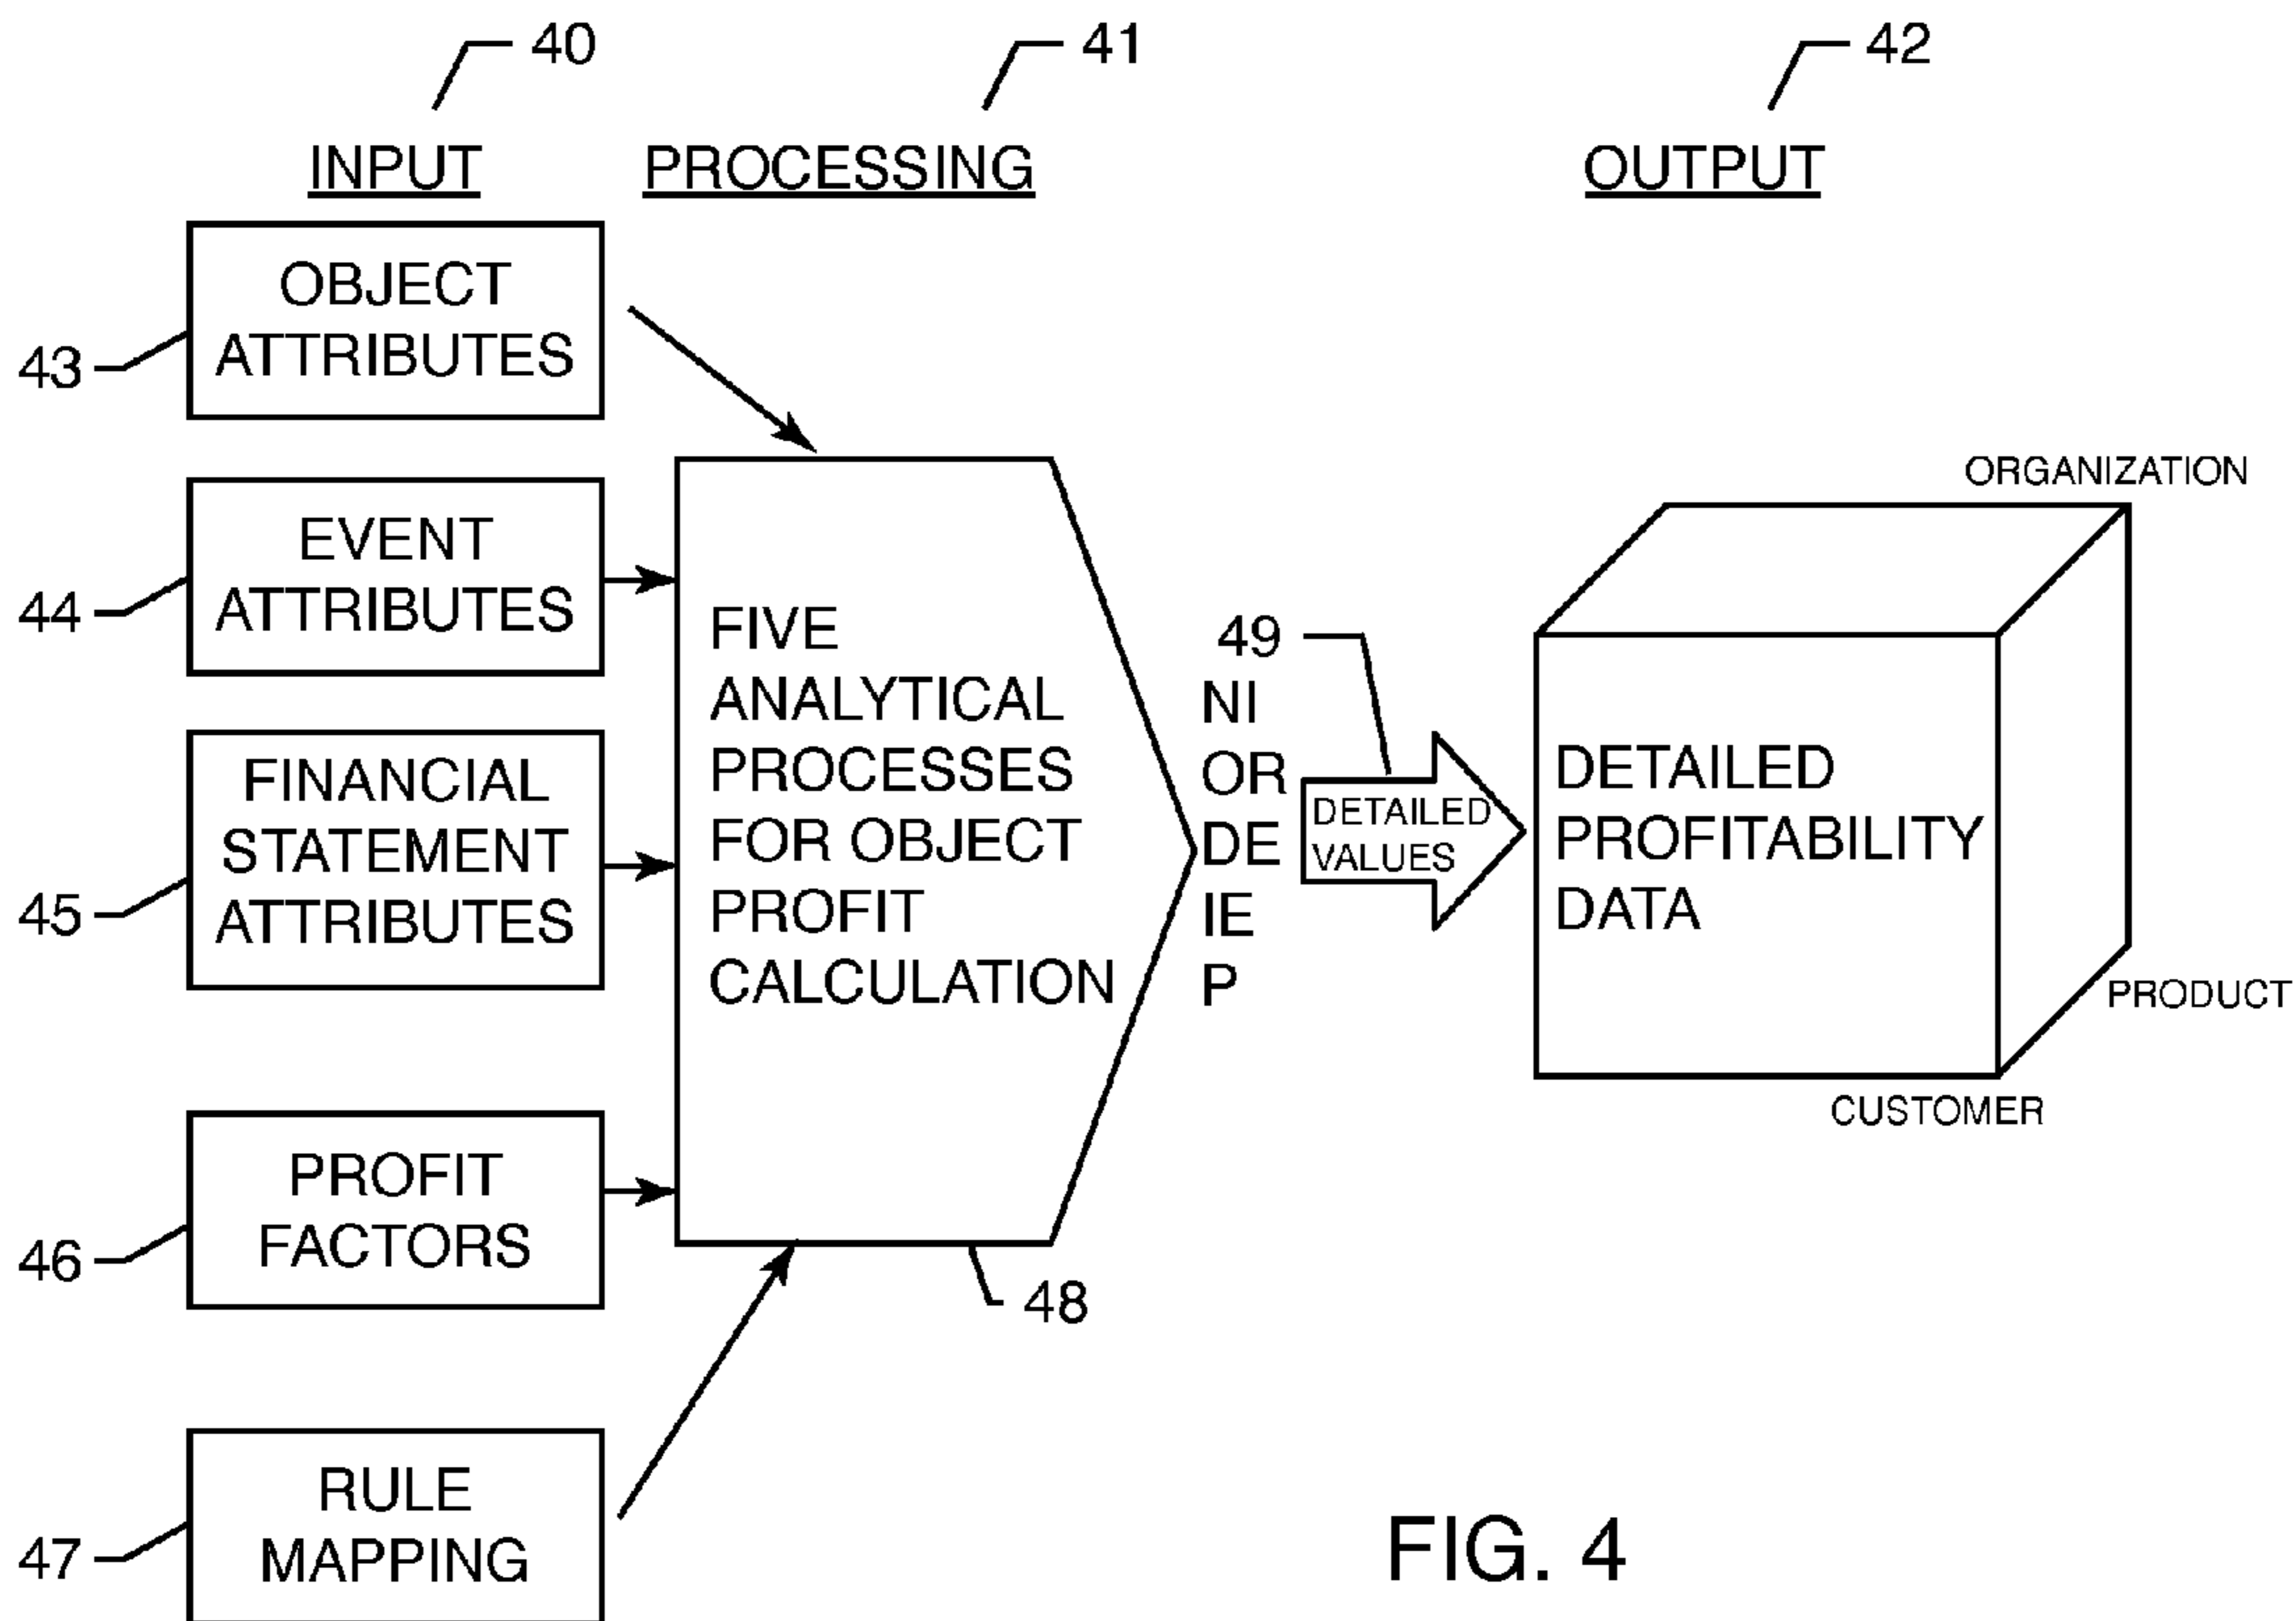 40
41
42
INPUT
PROCESSING
OUTPUT
OBJECT
ATTRIBUTES
43
EVENT
ATTRIBUTES
44
FINANCIAL
STATEMENT
ATTRIBUTES
45
PROFIT
FACTORS
46
RULE
MAPPING
47
FIVE
ANALYTICAL
PROCESSES
FOR OBJECT
PROFIT
CALCULATION
48
NI
OR
DE
IE
P
49
DETAILED
VALUES
ORGANIZATION
DETAILED
PROFITABILITY
DATA
PRODUCT
CUSTOMER
FIG. 4